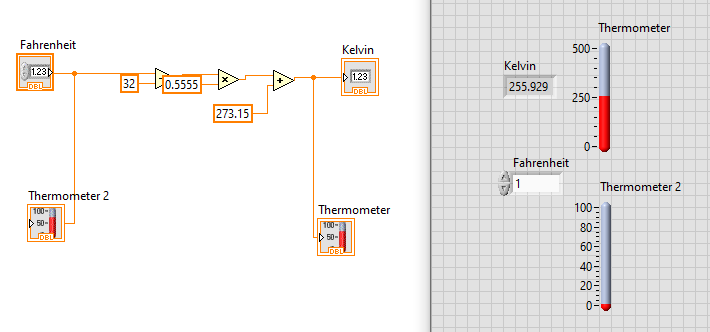 Fahrenheit
1.23
DBL
32
0.5555
273.15
Kelvin
1.23
DBL
Thermometer 2
100
50
DBL
Thermometer
100
50
DBL
Thermometer
500
250
0
Kelvin
255.929
Fahrenheit
1
Thermometer 2
100
80
60
40
20
0